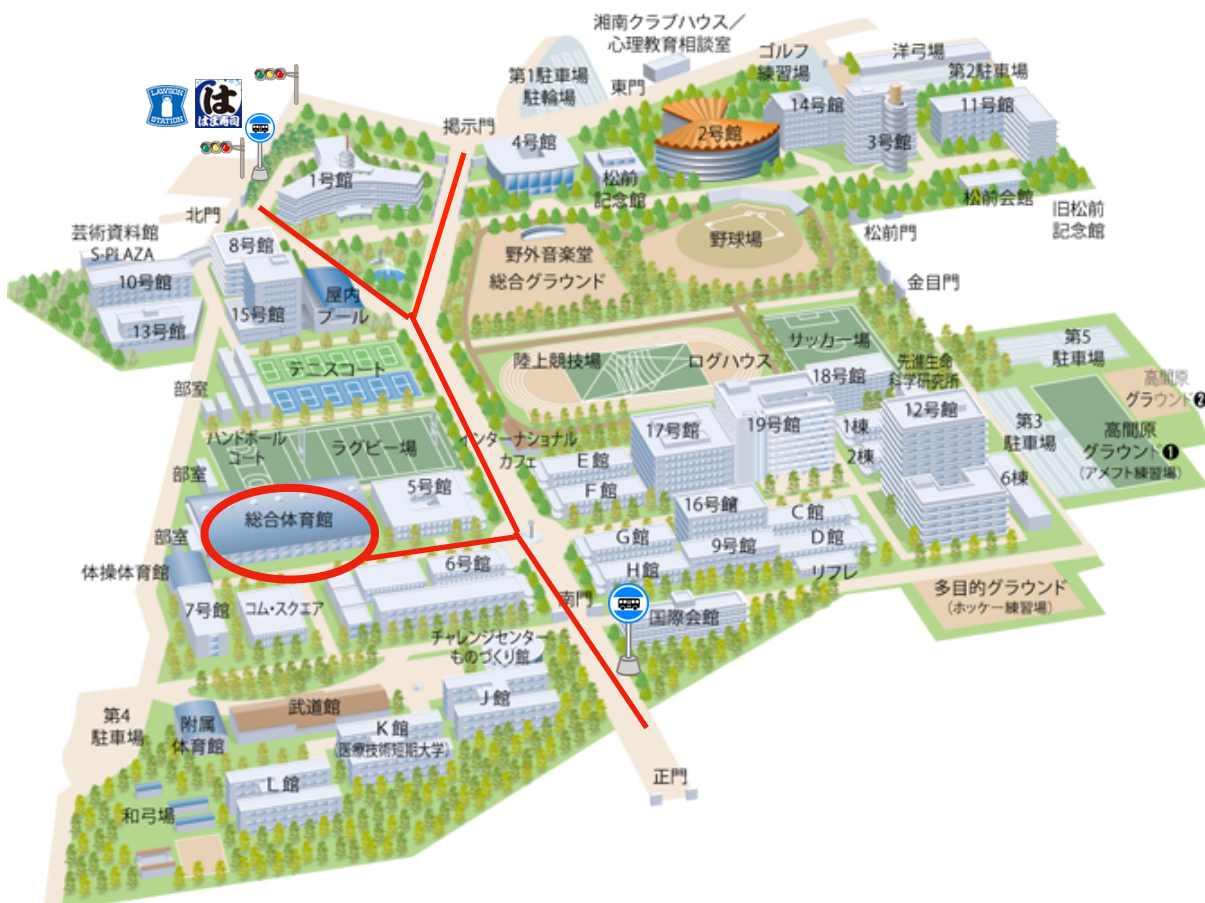 湘南クラブハウス／
心理教育相談室
ゴルフ
練習場
洋弓場
第1駐車場
駐輪場
東門
第2駐車場
LAWSON
STATION
は
はま寿司
掲示門
4号館
2号館
14号館
3号館
11号館
1号館
松前
記念館
松前会館
旧松前
記念館
北門
松前門
芸術資料館
S-PLAZA
8号館
野外音楽堂
総合グラウンド
野球場
金目門
10号館
13号館
15号館
屋内
プール
陸上競技場
ログハウス
サッカー場
第5
駐車場
テニスコート
部室
18号館
先進生命
科学研究所
高間原
グラウンド❷
ハンドボール
コート
ラグビー場
インターナショナル
カフェ
17号館
19号館
1棟
2棟
12号館
第3
駐車場
高間原
グラウンド❶
(アメフト練習場)
部室
5号館
E館
F館
16号館
6棟
総合体育館
C館
部室
G館
9号館
D館
体操体育館
6号館
H館
リフレ
7号館
コム・スクエア
南門
国際会館
多目的グラウンド
(ホッケー練習場)
チャレンジセンター
ものづくり館
第4
駐車場
附属
体育館
武道館
K館
(医療技術短期大学)
J館
L館
正門
和弓場